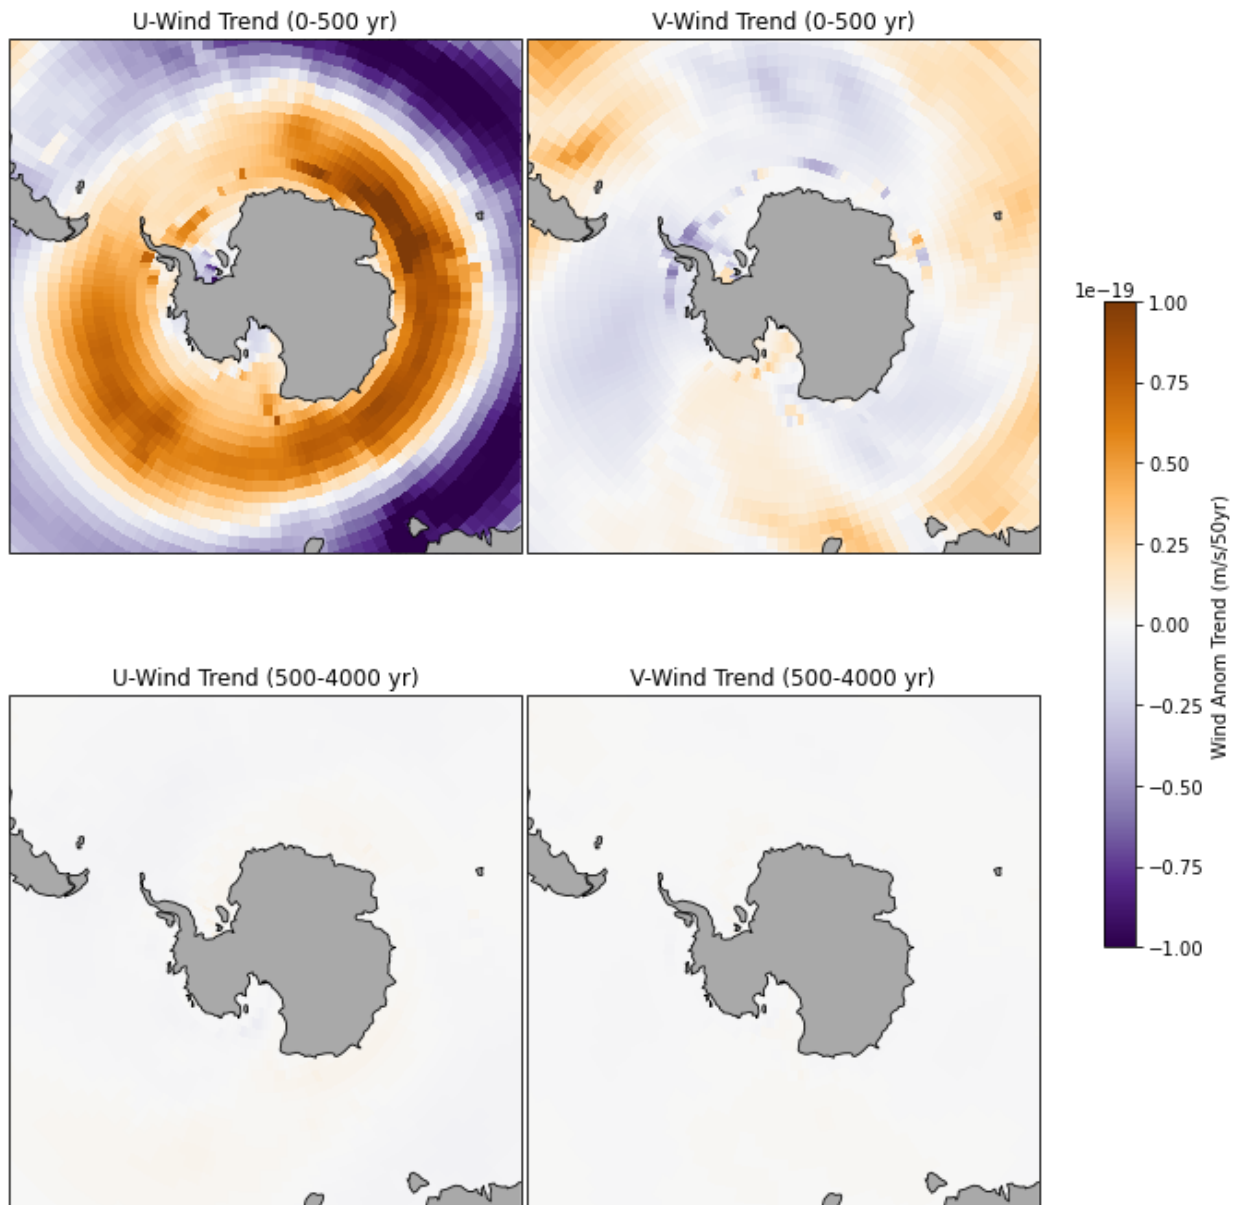 U-Wind Trend (0-500 yr)
V-Wind Trend (0-500 yr)
1e−19
1.00
0.75
0.50
0.25
0.00
−0.25
−0.50
−0.75
−1.00
Wind Anom Trend (m/s/50yr)
U-Wind Trend (500-4000 yr)
V-Wind Trend (500-4000 yr)